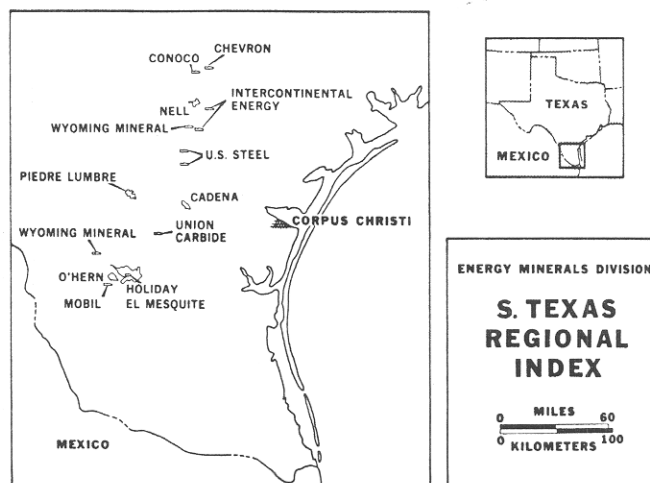 CHEVRON
CONOCO
INTERCONTINENTAL
ENERGY
NELL
WYOMING MINERAL
U.S. STEEL
PIEDRE LUMBRE
CADENA
CORPUS CHRISTI
WYOMING MINERAL
UNION
CARBIDE
O'HERN
HOLIDAY
MOBIL
EL MESQUITE
MEXICO
TEXAS
MEXICO
ENERGY MINERALS DIVISION
S. TEXAS
REGIONAL
INDEX
0 MILES 60
0 KILOMETERS 100